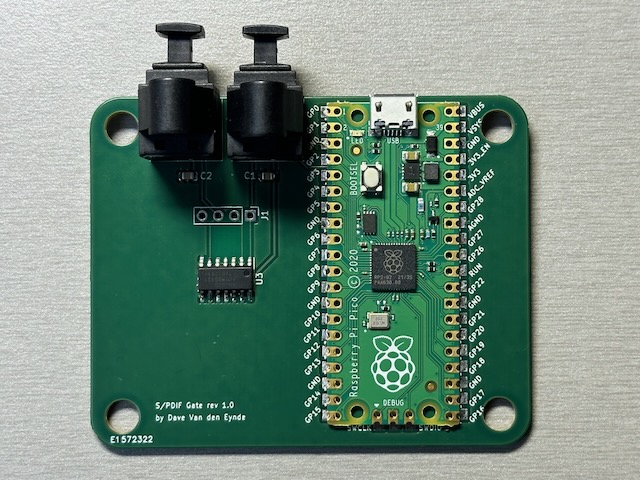 GP0
GP1
GND
GP2
GP3
GP4
GP5
GND
GP6
GP7
GP8
GP9
GND
GP10
GP11
GP12
GP13
GND
GP14
GP15
VBUS
VSYS
GND
3V3_EN
3V3
ADC_VREF
GP28
AGND
GP27
GP26
RUN
GP22
GND
GP21
GP20
GP19
GP18
GND
GP17
GP16
LED
USB
2
39
BOOTSEL
C2
C1
J1
U3
Raspberry Pi Pico © 2020
DEBUG
SWCLK
SWDIO
S/PDIF Gate rev 1.0
by Dave Van den Eynde
E1572322